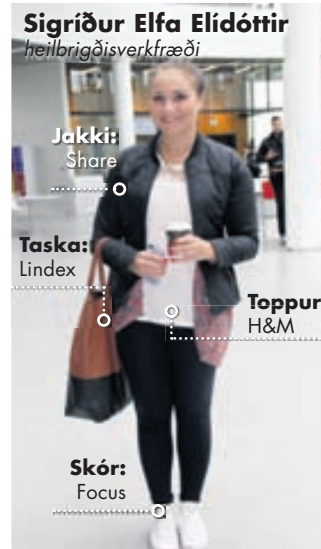 Sigríður Elfa Elídóttir
heilbrigðisverkfræði
Jakki:
Share
Taska:
Lindex
Toppur
H&M
Skór:
Focus